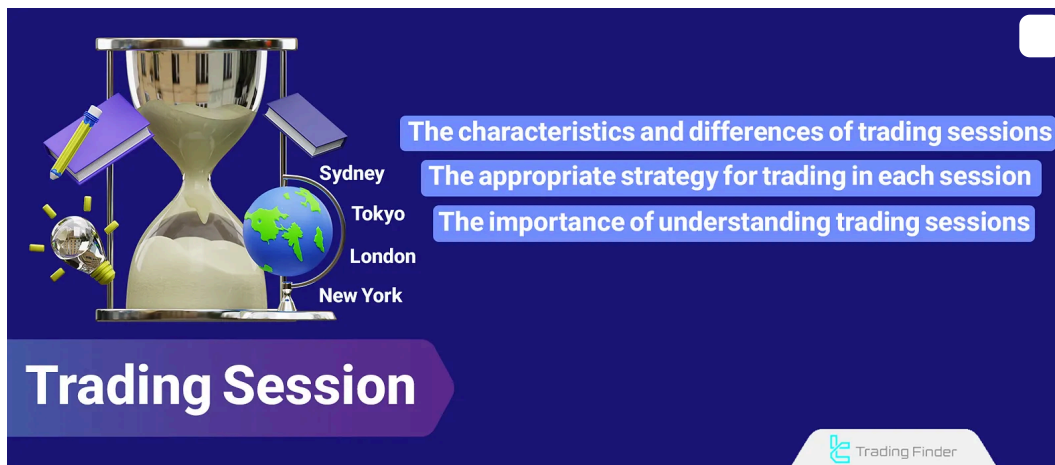 The characteristics and differences of trading sessions
The appropriate strategy for trading in each session
The importance of understanding trading sessions
Sydney
Tokyo
London
New York
Trading Session
Trading Finder